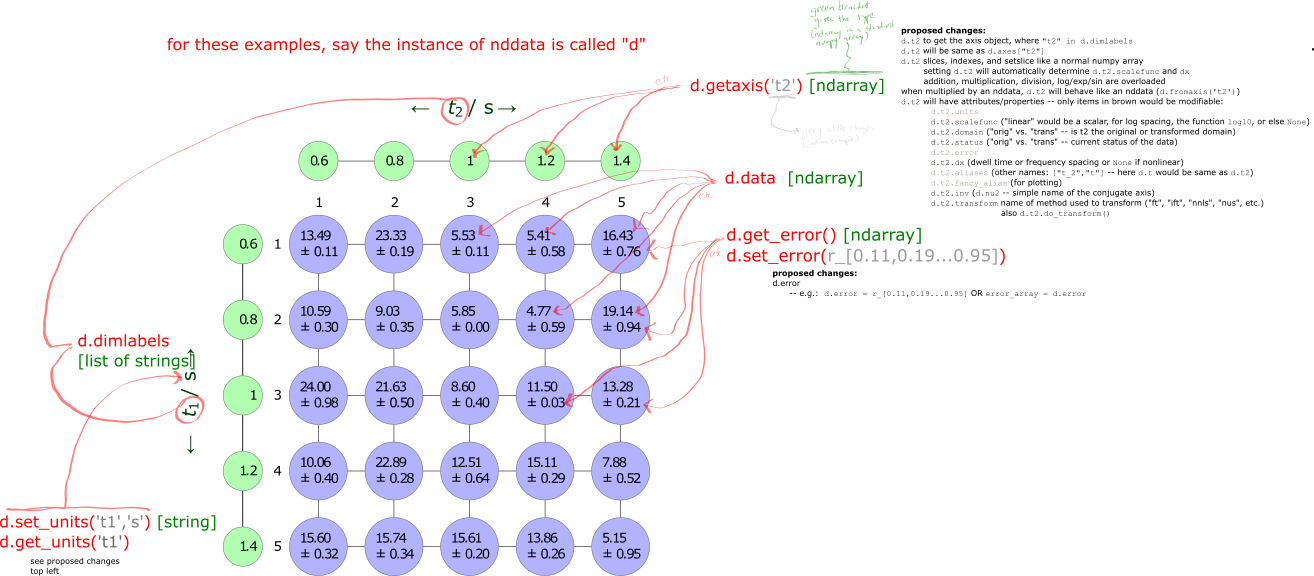 for these examples, say the instance of nddata is called "d"
green bracket
gives the type
(ndarray is a standard
numpy array)
proposed changes:
d.t2 to get the axis object, where "t2" in d.dimlabels
d.t2 will be same as d.axes["t2"]
d.t2 slices, indexes, and setslice like a normal numpy array
setting d.t2 will automatically determine d.t2.scalefunc and dx
addition, multiplication, division, log/exp/sin are overloaded
when multiplied by an nddata, d.t2 will behave like an nddata (d.fromaxis('t2'))
d.t2 will have attributes/properties -- only items in brown would be modifiable:
d.t2.units
d.t2.scalefunc ("linear" would be a scalar, for log spacing, the function log10, or else None)
d.t2.domain ("orig" vs. "trans" -- is t2 the original or transformed domain)
d.t2.status ("orig" vs. "trans" -- current status of the data)
d.t2.error
d.t2.dx (dwell time or frequency spacing or None if nonlinear)
d.t2.aliases (other names: ["t_2","t"] -- here d.t would be same as d.t2)
d.t2.fancy_alias (for plotting)
d.t2.inv (d.nu2 -- simple name of the conjugate axis)
d.t2.transform name of method used to transform ("ft", "ift", "nnls", "nus", etc.)
also d.t2.do_transform()
d.getaxis('t2') [ndarray]
← t2 / s →
0.6 0.8 1 1.2 1.4
d.data [ndarray]
1 2 3 4 5
d.get_error() [ndarray]
d.set_error(r_[0.11,0.19...0.95])
proposed changes:
d.error
-- e.g.: d.error = r_[0.11,0.19...0.95] OR error_array = d.error
0.6 1 13.49 23.33 5.53 5.41 16.43
± 0.11 ± 0.19 ± 0.11 ± 0.58 ± 0.76
0.8 2 10.59 9.03 5.85 4.77 19.14
± 0.30 ± 0.35 ± 0.00 ± 0.59 ± 0.94
d.dimlabels
[list of strings]
← t1 / s →
1 3 24.00 21.63 8.60 11.50 13.28
± 0.98 ± 0.50 ± 0.40 ± 0.03 ± 0.21
1.2 4 10.06 22.89 12.51 15.11 7.88
± 0.40 ± 0.28 ± 0.64 ± 0.29 ± 0.52
d.set_units('t1','s') [string]
d.get_units('t1')
see proposed changes
top left
1.4 5 15.60 15.74 15.61 13.86 5.15
± 0.32 ± 0.34 ± 0.20 ± 0.26 ± 0.95